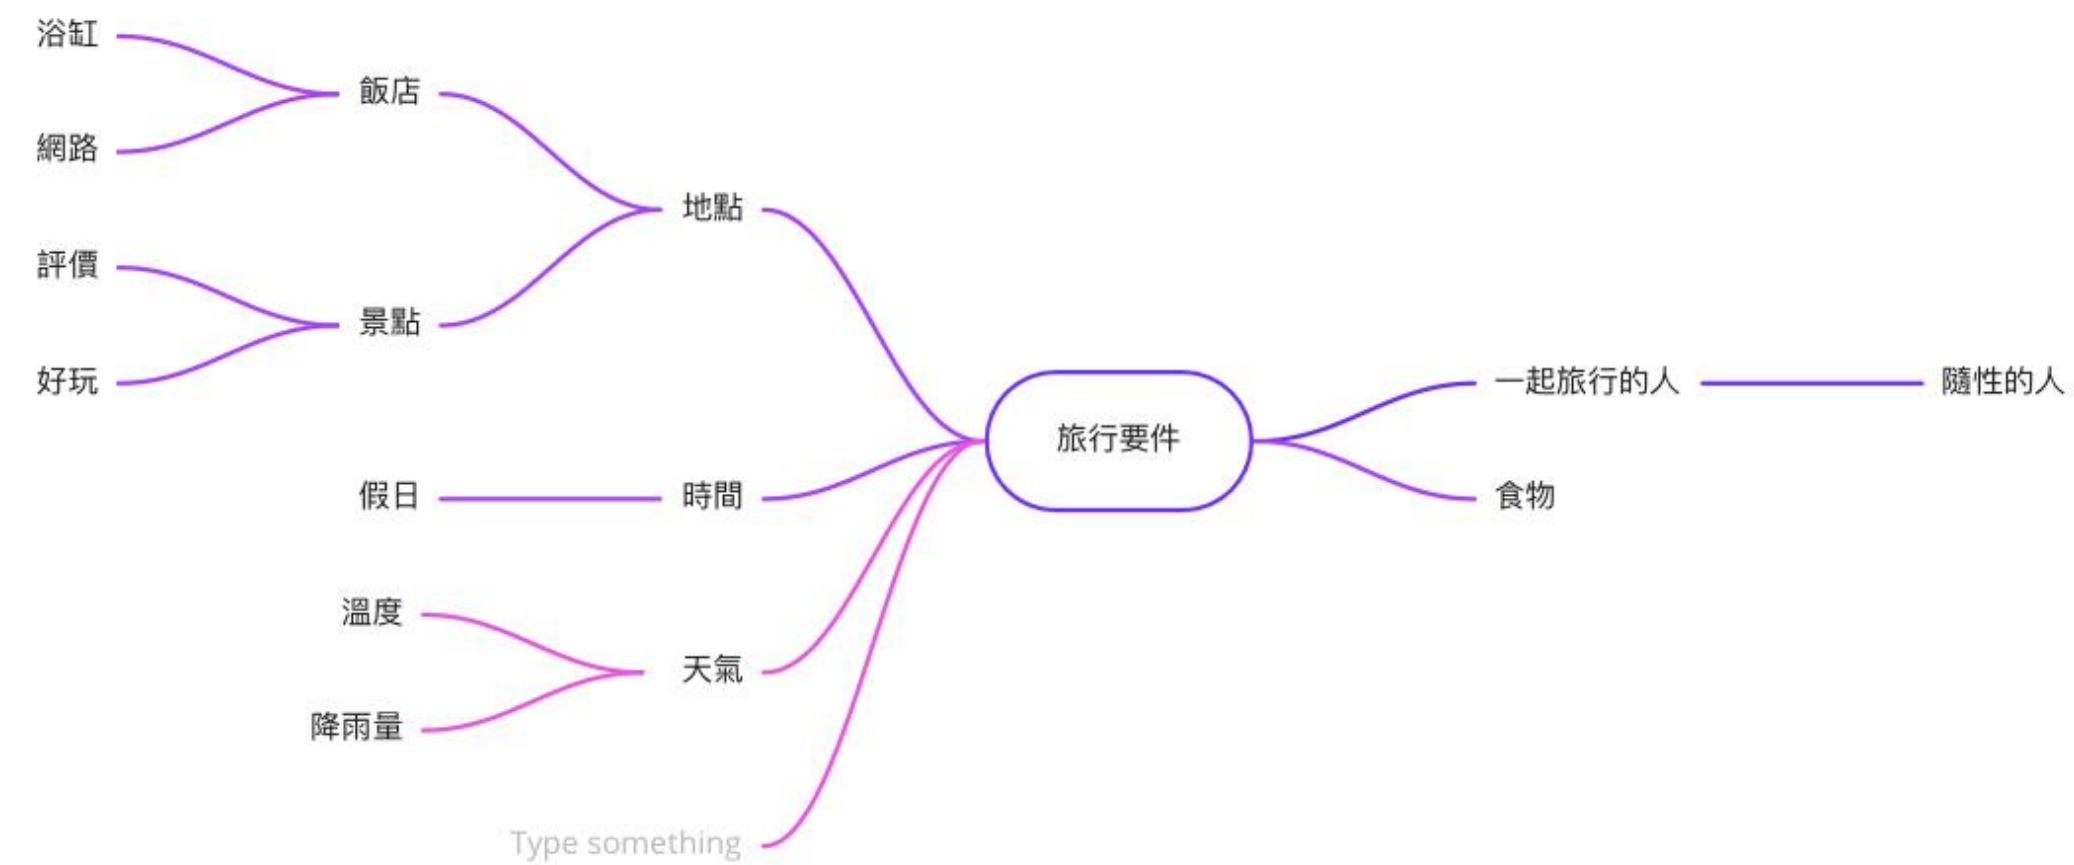 浴缸
飯店
網路
地點
評價
景點
好玩
旅行要件
一起旅行的人
隨性的人
假日
時間
食物
溫度
天氣
降雨量
Type something